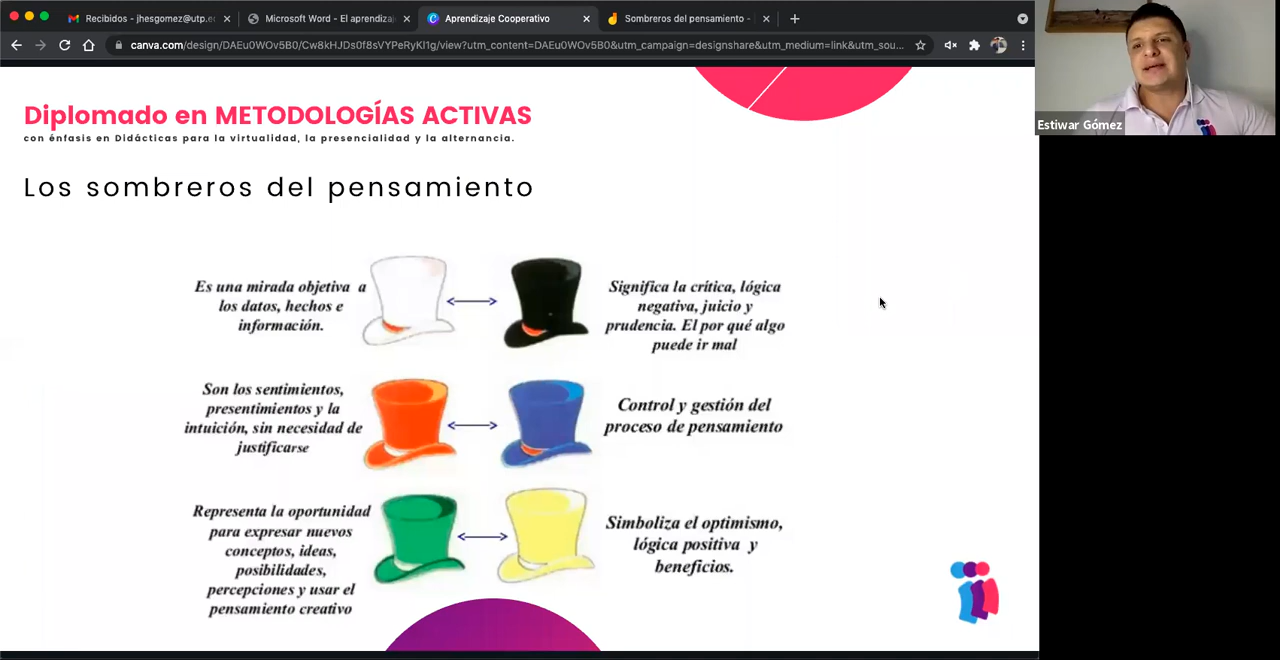 Recibidos - jhesgomez@utp.e
Microsoft Word - El aprendizaj
Aprendizaje Cooperativo
Sombreros del pensamiento -
canva.com/design/DAEu0WOv5B0/Cw8kHJDs0f8sVYPeRyKl1g/view?utm_content=DAEu0WOv5B0&utm_campaign=designshare&utm_medium=link&utm_sou...
Estiwar Gómez
Diplomado en METODOLOGÍAS ACTIVAS
con énfasis en Didácticas para la virtualidad, la presencialidad y la alternancia.
Los sombreros del pensamiento
Es una mirada objetiva a
los datos, hechos e
información.
Significa la crítica, lógica
negativa, juicio y
prudencia. El por qué algo
puede ir mal
Son los sentimientos,
presentimientos y la
intuición, sin necesidad de
justificarse
Control y gestión del
proceso de pensamiento
Representa la oportunidad
para expresar nuevos
conceptos, ideas,
posibilidades,
percepciones y usar el
pensamiento creativo
Simboliza el optimismo,
lógica positiva y
beneficios.